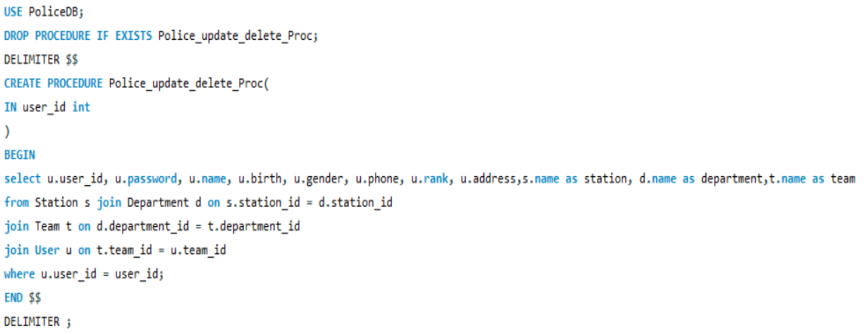 USE PoliceDB;
DROP PROCEDURE IF EXISTS Police_update_delete_Proc;
DELIMITER $$
CREATE PROCEDURE Police_update_delete_Proc(
IN user_id int
)
BEGIN
select u.user_id, u.password, u.name, u.birth, u.gender, u.phone, u.rank, u.address,s.name as station, d.name as department,t.name as team
from Station s join Department d on s.station_id = d.station_id
join Team t on d.department_id = t.department_id
join User u on t.team_id = u.team_id
where u.user_id = user_id;
END $$
DELIMITER ;